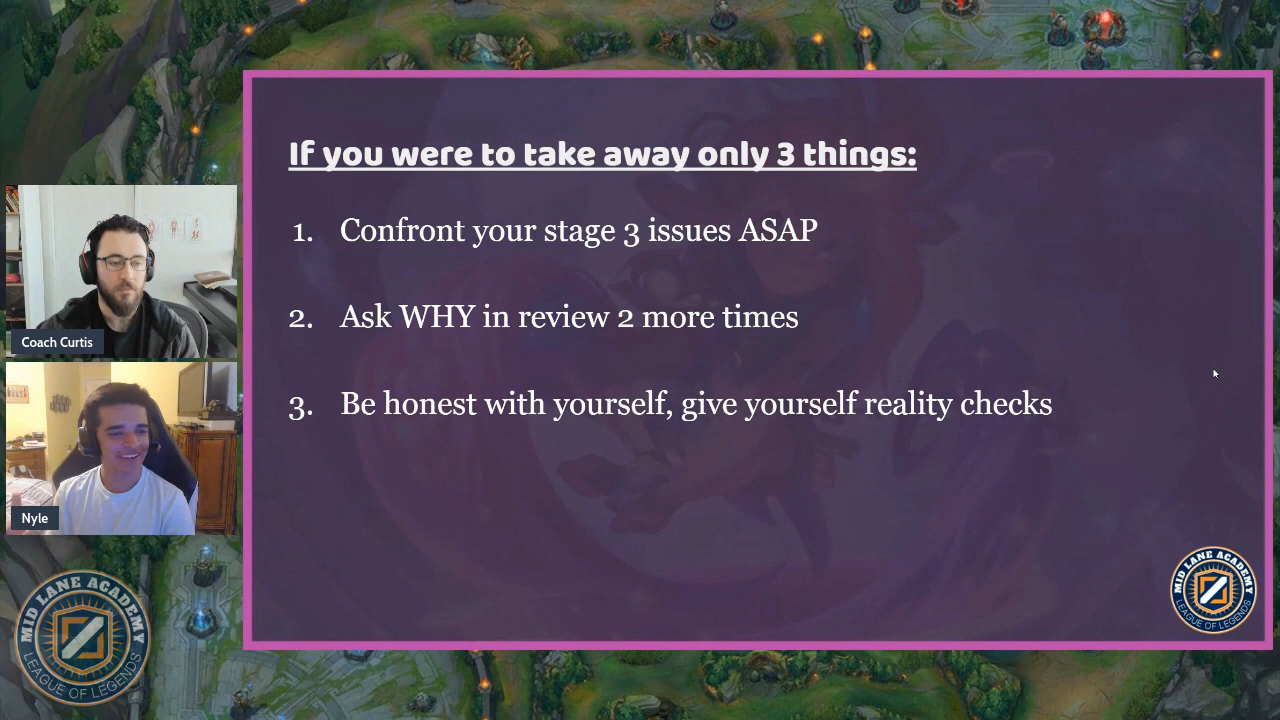 If you were to take away only 3 things:
1. Confront your stage 3 issues ASAP
2. Ask WHY in review 2 more times
3. Be honest with yourself, give yourself reality checks
Coach Curtis
Nyle
MID LANE ACADEMY
LEAGUE OF LEGENDS
MID LANE ACADEMY
LEAGUE OF LEGENDS